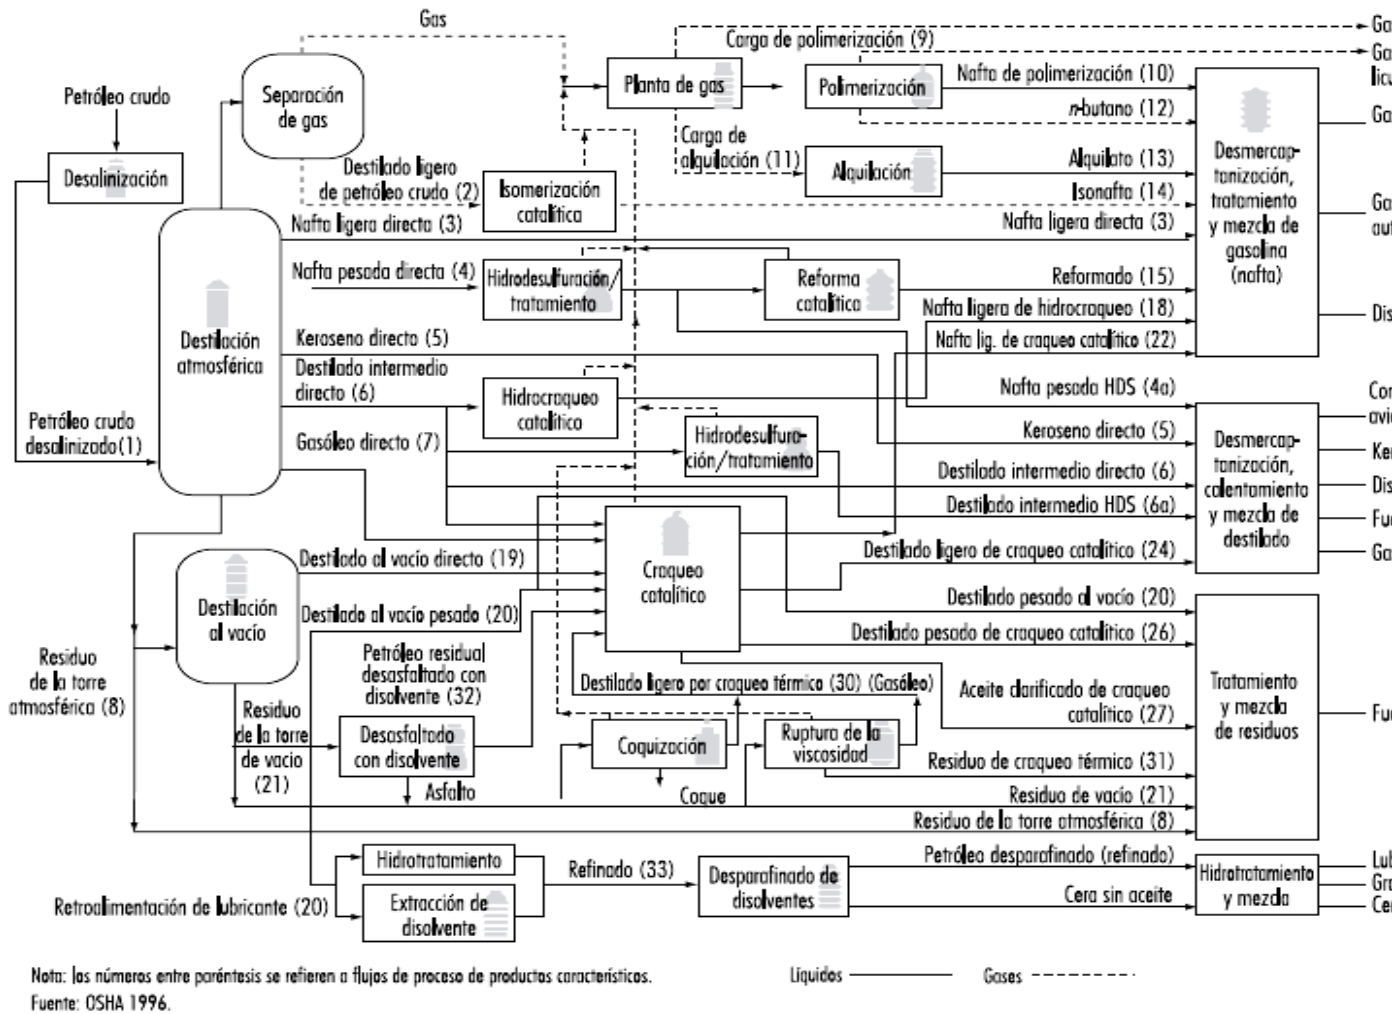 Gas
Carga de polimerización (9)
Petróleo crudo
Separación
de gas
Planta de gas
Polimerización
Nafta de polimerización (10)
n-butano (12)
Desalinización
Carga de
alquilación (11)
Destilado ligero
de petróleo crudo (2)
Isomerización
catalítica
Alquilación
Alquilato (13)
Isonafta (14)
Desmercap-
tanización,
tratamiento
y mezcla de
gasolina
(nafta)
Nafta ligera directa (3)
Nafta ligera directa (3)
Nafta pesada directa (4)
Hidrodesulfuración/
tratamiento
Reforma
catalítica
Reformado (15)
Nafta ligera de hidrocraqueo (18)
Nafta lig. de craqueo catalítico (22)
Destilación
atmosférica
Keroseno directo (5)
Destilado intermedio
directo (6)
Hidrocraqueo
catalítico
Nafta pesada HDS (4a)
Petróleo crudo
desalinizado(1)
Gasóleo directo (7)
Hidrodesulfura-
ción/tratamiento
Keroseno directo (5)
Destilado intermedio directo (6)
Destilado intermedio HDS (6a)
Desmercap-
tanización,
calentamiento
y mezcla de
destilado
Craqueo
catalítico
Destilado ligero de craqueo catalítico (24)
Destilado al vacío directo (19)
Destilación
al vacío
Destilado al vacío pesado (20)
Destilado pesado al vacío (20)
Destilado pesado de craqueo catalítico (26)
Residuo
de la torre
atmosférica (8)
Petróleo residual
desasfaltado con
disolvente (32)
Destilado ligero por craqueo térmico (30) (Gasóleo)
Aceite clarificado de craqueo
catalítico (27)
Tratamiento
y mezcla
de residuos
Residuo
de la torre
de vacio
(21)
Desasfaltado
con disolvente
Coquización
Ruptura de la
viscosidad
Residuo de craqueo térmico (31)
Asfalto
Coque
Residuo de vacío (21)
Residuo de la torre atmosférica (8)
Hidrotratamiento
Refinado (33)
Desparafinado de
disolventes
Petróleo desparafinado (refinado)
Cera sin aceite
Hidrotratamiento
y mezcla
Retroalimentación de lubricante (20)
Extracción de
disolvente
Nota: los números entre paréntesis se refieren a flujos de proceso de productos característicos.
Líquidos
Gases
Fuente: OSHA 1996.